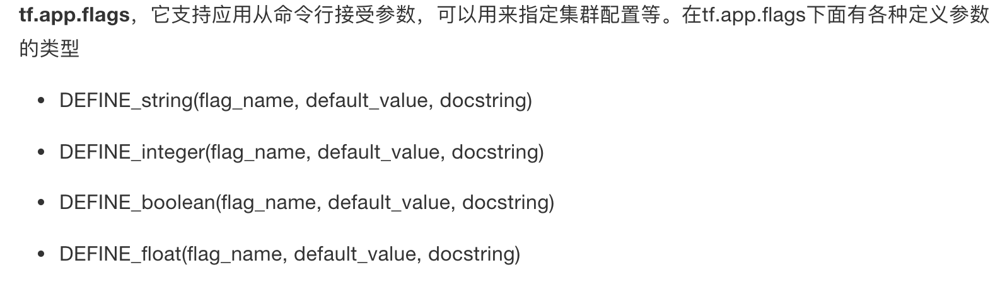 tf.app.flags，它支持应用从命令行接受参数，可以用来指定集群配置等。在tf.app.flags下面有各种定义参数
的类型
• DEFINE_string(flag_name, default_value, docstring)
• DEFINE_integer(flag_name, default_value, docstring)
• DEFINE_boolean(flag_name, default_value, docstring)
• DEFINE_float(flag_name, default_value, docstring)